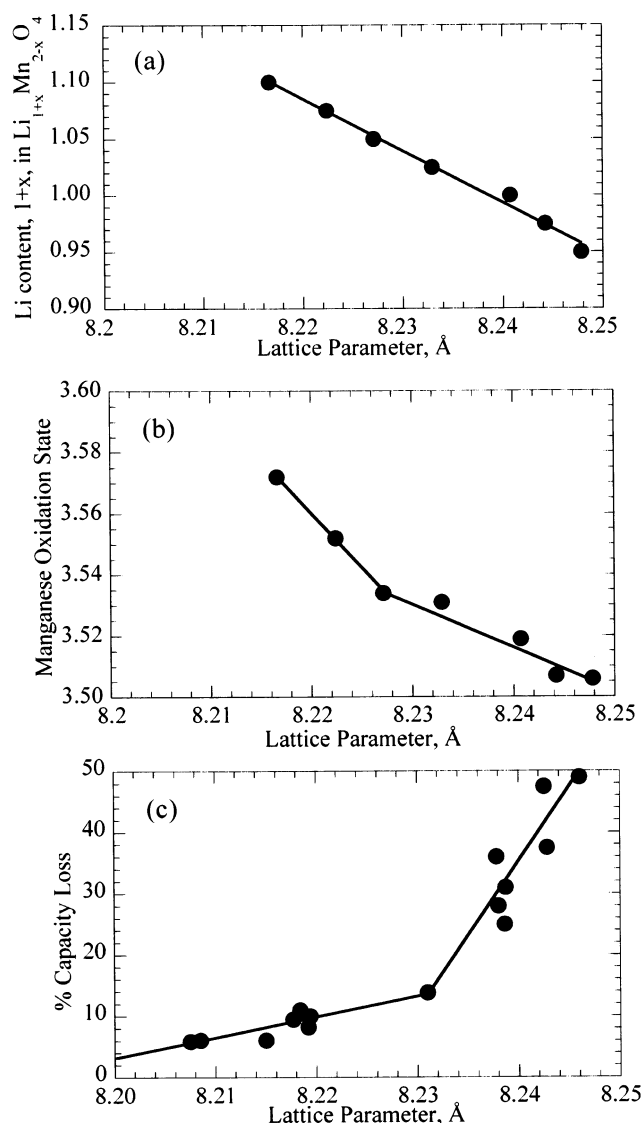 (a)
Li content, 1+x, in Li1+xMn2-xO4
1.15
1.10
1.05
1.00
0.95
0.90
8.2 8.21 8.22 8.23 8.24 8.25
Lattice Parameter, Å
(b)
Manganese Oxidation State
3.60
3.58
3.56
3.54
3.52
3.50
8.2 8.21 8.22 8.23 8.24 8.25
Lattice Parameter, Å
(c)
% Capacity Loss
50
40
30
20
10
0
8.20 8.21 8.22 8.23 8.24 8.25
Lattice Parameter, Å